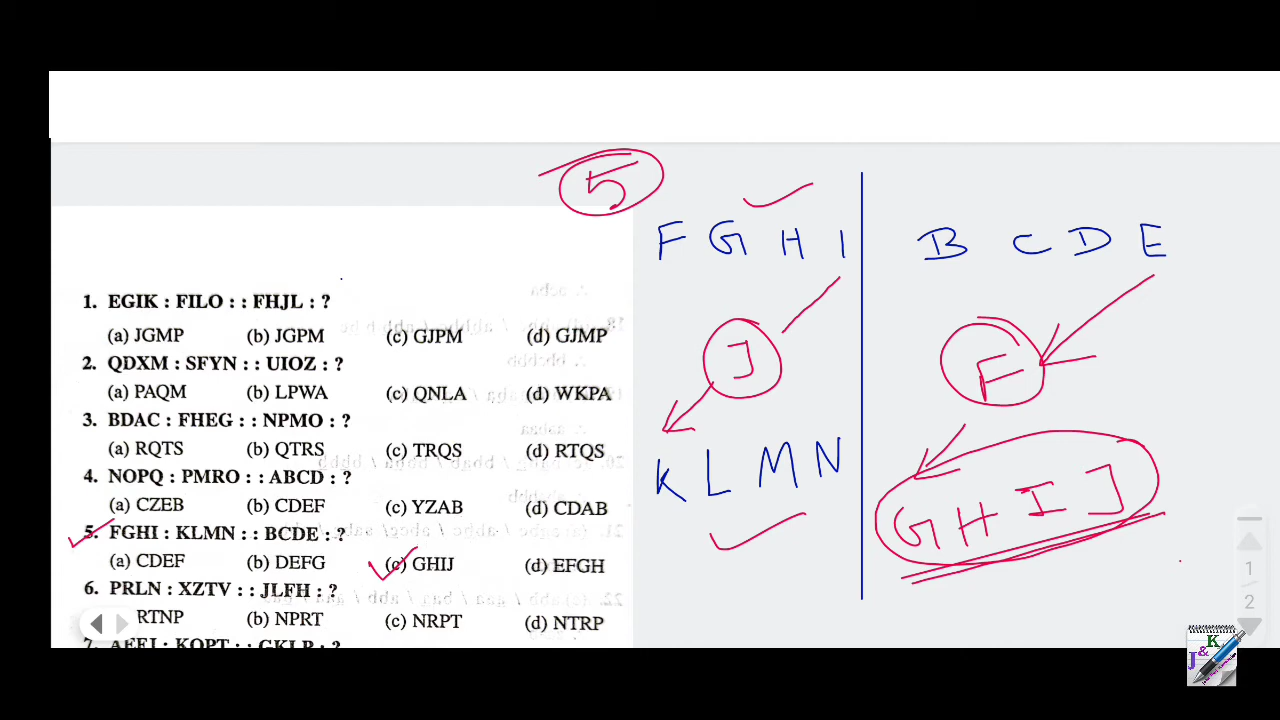 1. EGIK : FILO : : FHJL : ?
(a) JGMP (b) JGPM (c) GJPM (d) GJMP
2. QDXM : SFYN : : UIOZ : ?
(a) PAQM (b) LPWA (c) QNLA (d) WKPA
3. BDAC : FHEG : : NPMO : ?
(a) RQTS (b) QTRS (c) TRQS (d) RTQS
4. NOPQ : PMRO : : ABCD : ?
(a) CZEB (b) CDEF (c) YZAB (d) CDAB
5. FGHI : KLMN : : BCDE : ?
(a) CDEF (b) DEFG (c) GHIJ (d) EFGH
6. PRLN : XZTV : : JLFH : ?
RTNP (b) NPRT (c) NRPT (d) NTRP
5
F G H I
J
K L M N
B C D E
F
G H I J
1
2
J&K